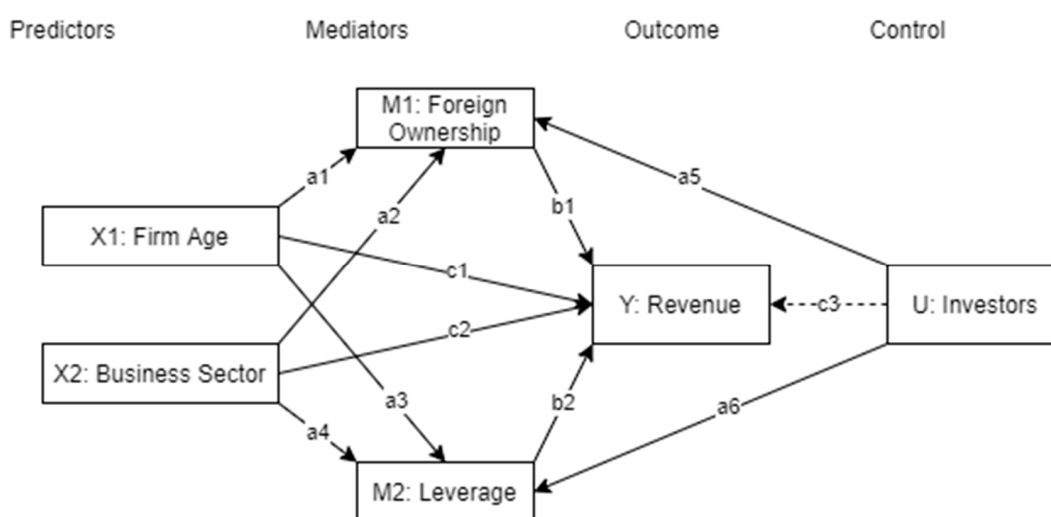 Predictors Mediators Outcome Control
M1: Foreign
Ownership
a1
a5
b1
a2
X1: Firm Age
c1
Y: Revenue
c3
U: Investors
c2
X2: Business Sector
a3
b2
a6
a4
M2: Leverage